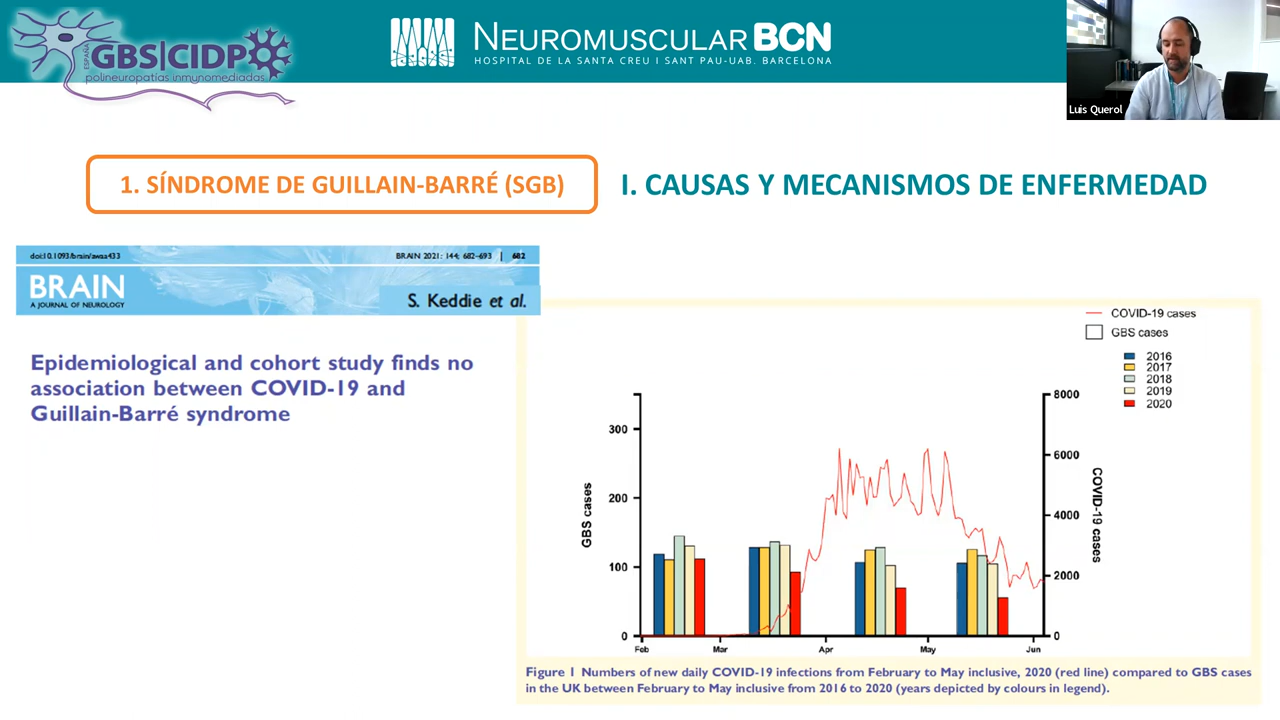 ESPAÑA
GBS|CIDP
polineuropatías inmunomediadas
NEUROMUSCULAR BCN
HOSPITAL DE LA SANTA CREU I SANT PAU-UAB. BARCELONA
Luis Querol
1. SÍNDROME DE GUILLAIN-BARRÉ (SGB)
I. CAUSAS Y MECANISMOS DE ENFERMEDAD
doi:10.1093/brain/awaa433
BRAIN 2021: 144; 682–693 | 682
BRAIN
A JOURNAL OF NEUROLOGY
S. Keddie et al.
Epidemiological and cohort study finds no
association between COVID-19 and
Guillain-Barré syndrome
COVID-19 cases
GBS cases
2016
2017
2018
2019
2020
GBS cases
300
200
100
0
8000
6000
4000
2000
0
COVID-19 cases
Feb Mar Apr May Jun
Figure 1 Numbers of new daily COVID-19 infections from February to May inclusive, 2020 (red line) compared to GBS cases
in the UK between February to May inclusive from 2016 to 2020 (years depicted by colours in legend).